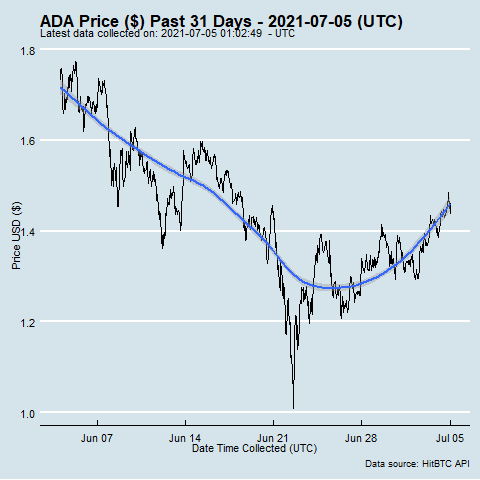 ADA Price ($) Past 31 Days - 2021-07-05 (UTC)
Latest data collected on: 2021-07-05 01:02:49  - UTC
1.8
1.6
1.4
1.2
1.0
Price USD ($)
Jun 07
Jun 14
Jun 21
Jun 28
Jul 05
Date Time Collected (UTC)
Data source: HitBTC API